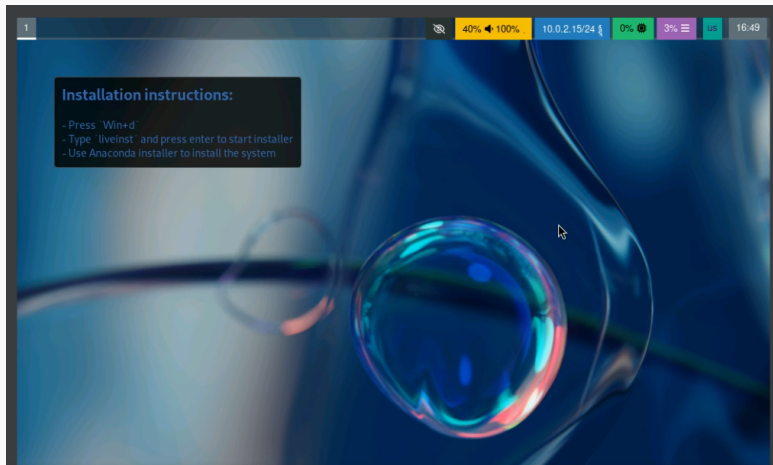 1
40% 100%
10.0.2.15/24
0%
3%
us
16:49
Installation instructions:
- Press `Win+d`
- Type `liveinst` and press enter to start installer
- Use Anaconda installer to install the system